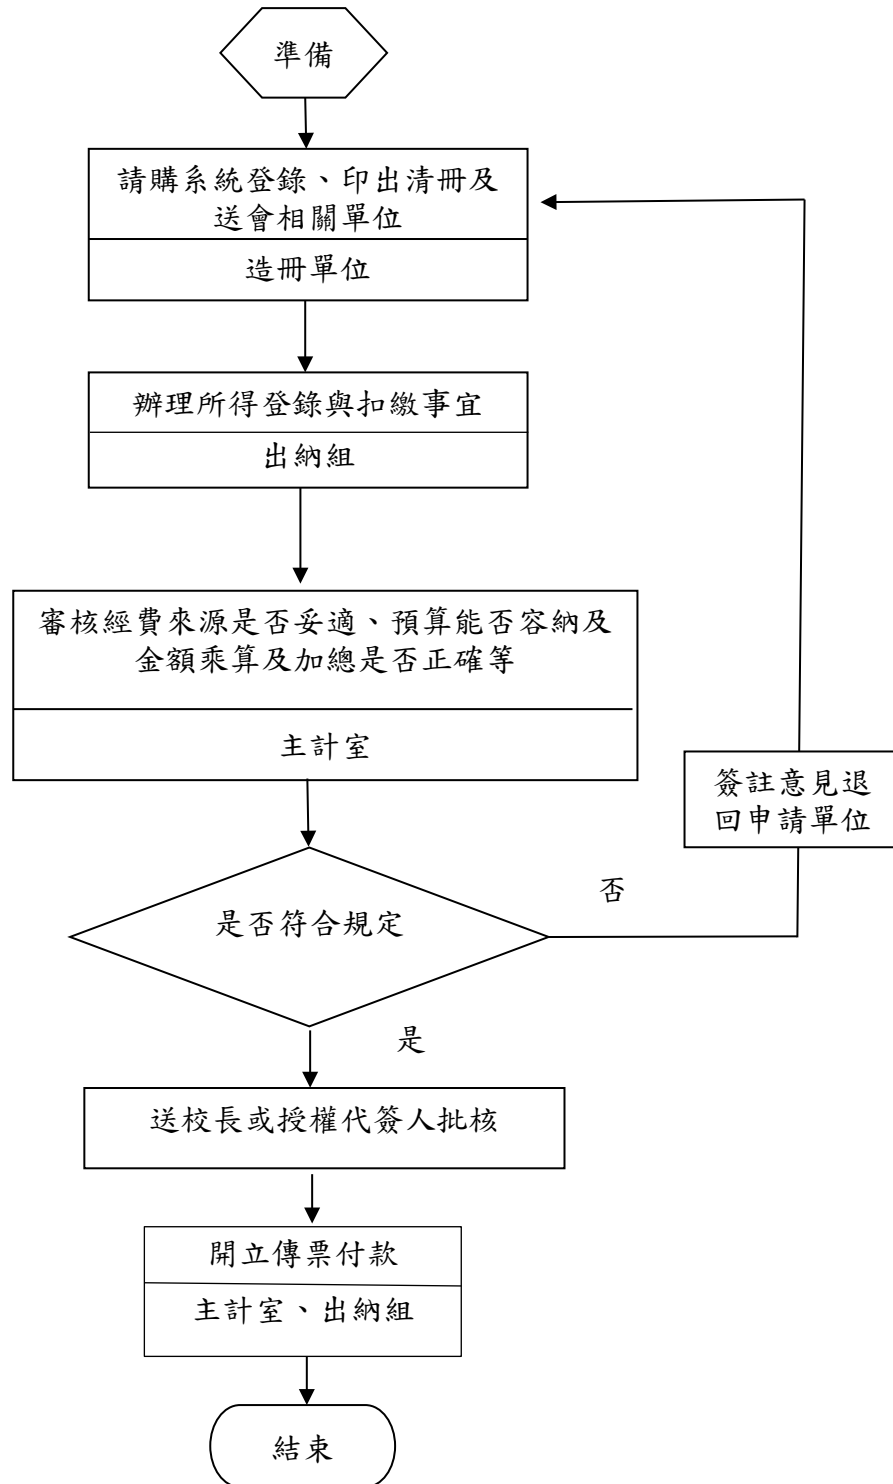 準備
請購系統登錄、印出清冊及
送會相關單位
造冊單位
辦理所得登錄與扣繳事宜
出納組
審核經費來源是否妥適、預算能否容納及
金額乘算及加總是否正確等
主計室
簽註意見退
回申請單位
是否符合規定
否
是
送校長或授權代簽人批核
開立傳票付款
主計室、出納組
結束